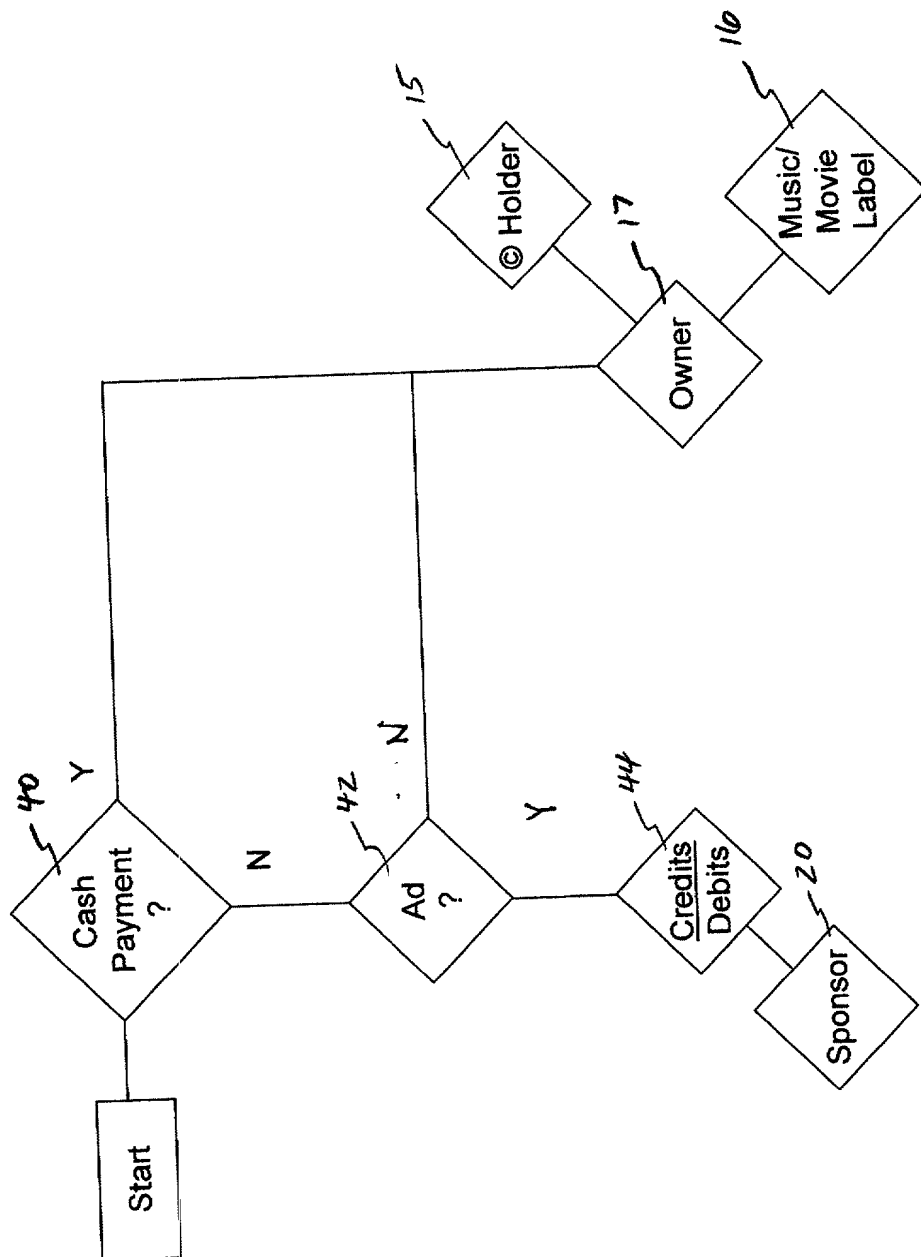 Start
Cash
Payment
?
40
Y
N
Ad
?
42
N
Y
Credits
Debits
44
Sponsor
20
Owner
17
© Holder
15
Music/
Movie
Label
16